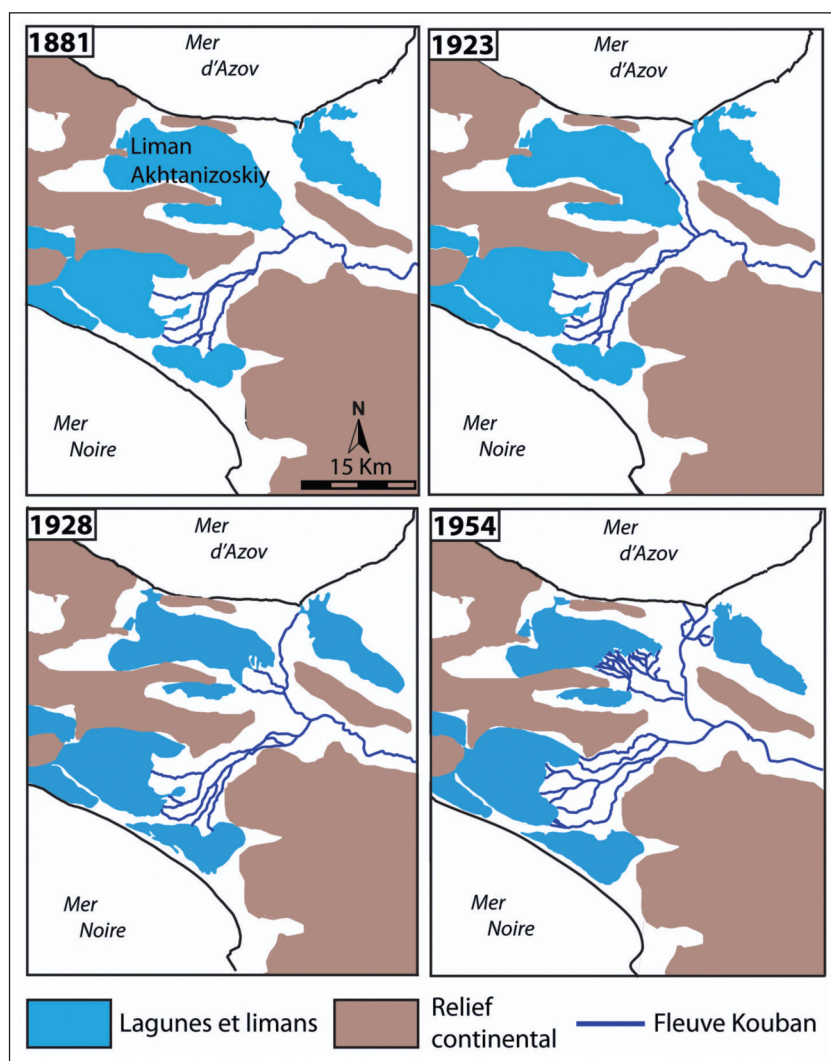 1881
Mer
d'Azov
Liman
Akhtanizoskiy
Mer
Noire
N
15 Km
1923
Mer
d'Azov
Mer
Noire
1928
Mer
d'Azov
Mer
Noire
1954
Mer
d'Azov
Mer
Noire
Lagunes et limans
Relief
continental
Fleuve Kouban